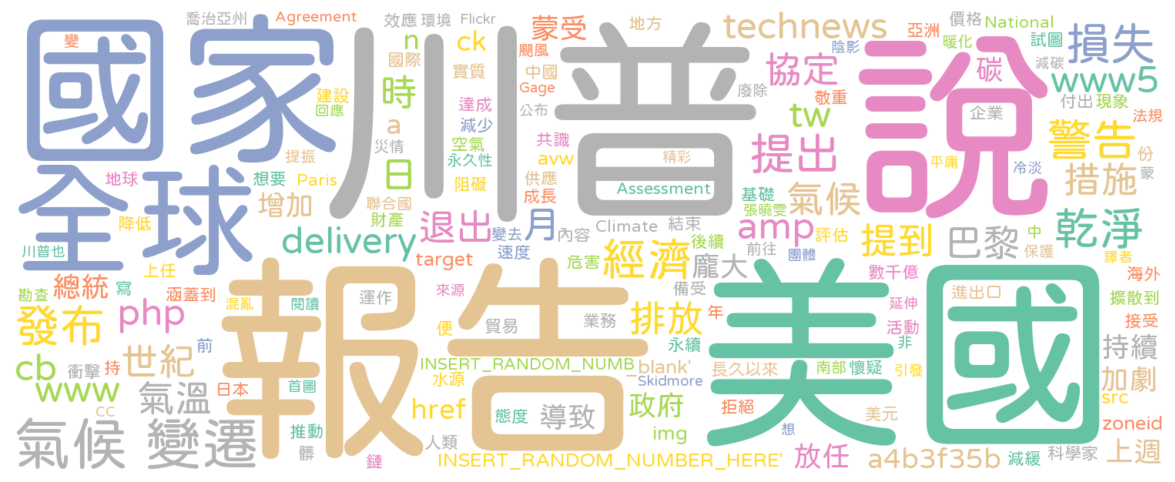 喬治亞州 Agreement 效應 環境 Flickr 蒙受 地方 technews 價格 National
變 n ck 颱風 亞洲 暖化 試圖 損失
國家 川普 說 國際 陰影 減碳
時 實質 中國 Gage 協定 廢除 碳 www5
建設 回應 a 達成 減少 公布 tw 敬重 企業 付出 現象 法規
災情 空氣 共識 精彩 提出 警告 份
提振 日 永久性 avw 平庸 冷淡 措施 蒙
全球 地球 想要 Paris 阻礙 供應 成長 Assessment 基礎 氣候
降低 增加 聯合國 財產 退出 月 Climate 結束 張曉雯 amp 提到 巴黎 中 乾淨
川普也 delivery 變去 內容 後續 前往 評估 保護 譯者
上任 target 速度 危害 經濟 龐大 團體 海外
總統 寫 涵蓋到 來源 備受 數千億 擴散到
勘查 混亂 閱讀 運作 進出口
發布 php 便 貿易 業務 排放 年 延伸 接受
報告 美國
世紀 前 永續 活動 非 持續
cb 衝擊 持 INSERT_RANDOM_NUMB _blank' 長久以來 南部 懷疑 引發
www 氣溫 日本 首圖 水源 Skidmore 加劇
cc href 態度 導致 政府 拒絕 美元 src
氣候 變遷 推動 人類 img 想 zoneid
髒 鏈 INSERT_RANDOM_NUMBER_HERE' 放任 a4b3f35b 減緩 科學家 上週